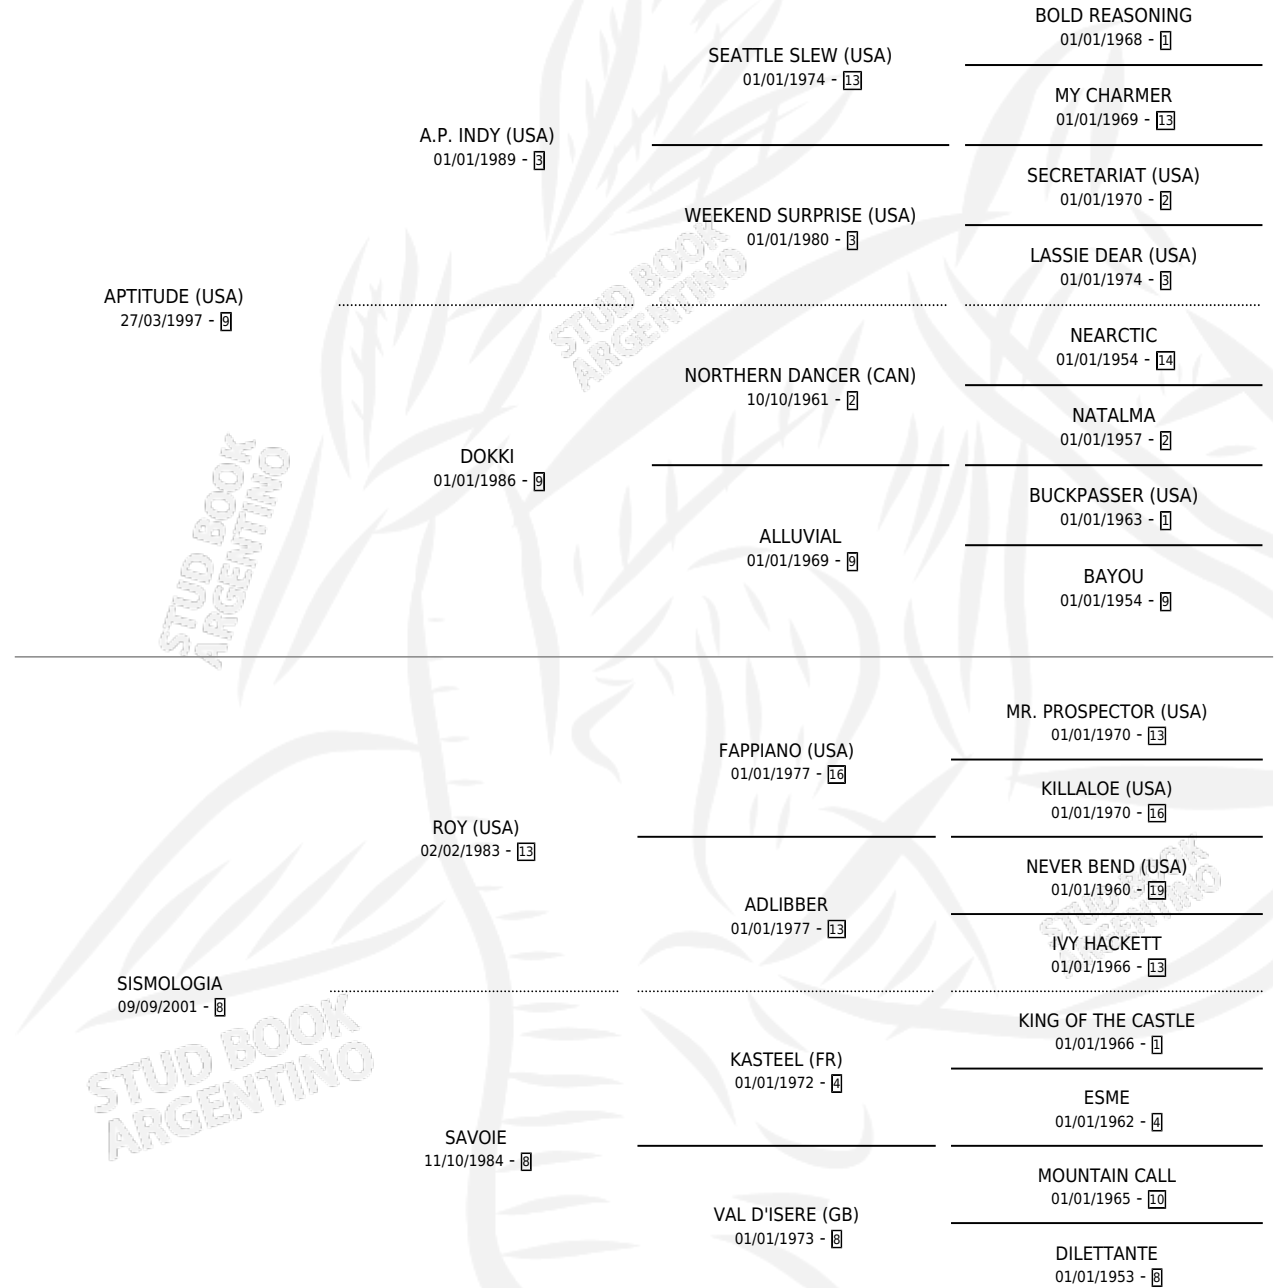 BOLD REASONING
01/01/1968 - 1
SEATTLE SLEW (USA)
01/01/1974 - 13
MY CHARMER
01/01/1969 - 13
A.P. INDY (USA)
01/01/1989 - 3
SECRETARIAT (USA)
01/01/1970 - 2
WEEKEND SURPRISE (USA)
01/01/1980 - 3
LASSIE DEAR (USA)
01/01/1974 - 3
STUD BOOK
ARGENTINO
APTITUDE (USA)
27/03/1997 - 9
NEARCTIC
01/01/1954 - 14
NORTHERN DANCER (CAN)
10/10/1961 - 2
NATALMA
01/01/1957 - 2
DOKKI
01/01/1986 - 9
BUCKPASSER (USA)
01/01/1963 - 1
ALLUVIAL
01/01/1969 - 9
BAYOU
01/01/1954 - 9
STUD BOOK
ARGENTINO
MR. PROSPECTOR (USA)
01/01/1970 - 13
FAPPIANO (USA)
01/01/1977 - 16
KILLALOE (USA)
01/01/1970 - 16
ROY (USA)
02/02/1983 - 13
NEVER BEND (USA)
01/01/1960 - 19
ADLIBBER
01/01/1977 - 13
IVY HACKETT
01/01/1966 - 13
STUD BOOK
ARGENTINO
SISMOLOGIA
09/09/2001 - 8
KING OF THE CASTLE
01/01/1966 - 1
KASTEEL (FR)
01/01/1972 - 4
ESME
01/01/1962 - 4
STUD BOOK
ARGENTINO
SAVOIE
11/10/1984 - 8
MOUNTAIN CALL
01/01/1965 - 10
VAL D'ISERE (GB)
01/01/1973 - 8
DILETTANTE
01/01/1953 - 8